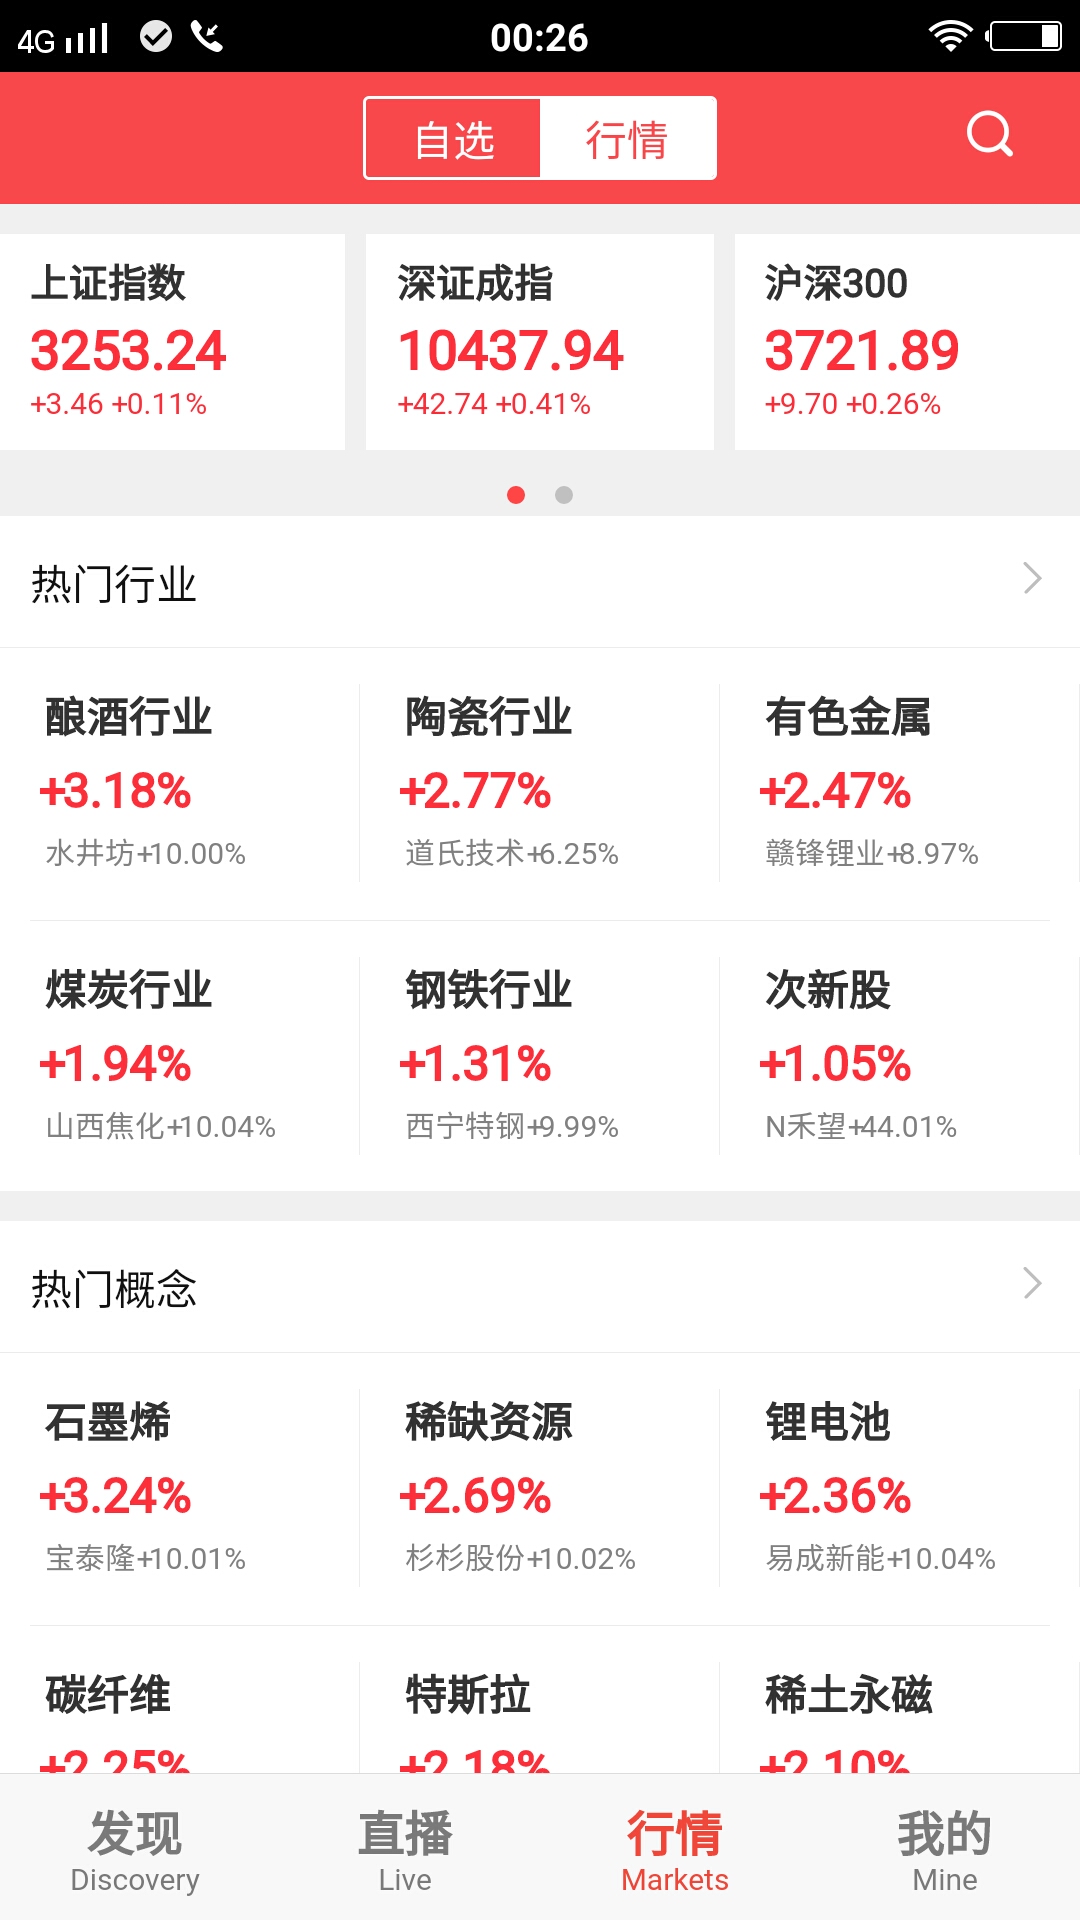 4G 00:26
自选 行情
上证指数 深证成指 沪深300
3253.24 10437.94 3721.89
+3.46 +0.11% +42.74 +0.41% +9.70 +0.26%
热门行业
酿酒行业 陶瓷行业 有色金属
+3.18% +2.77% +2.47%
水井坊+10.00% 道氏技术+6.25% 赣锋锂业+8.97%
煤炭行业 钢铁行业 次新股
+1.94% +1.31% +1.05%
山西焦化+10.04% 西宁特钢+9.99% N禾望+44.01%
热门概念
石墨烯 稀缺资源 锂电池
+3.24% +2.69% +2.36%
宝泰隆+10.01% 杉杉股份+10.02% 易成新能+10.04%
碳纤维 特斯拉 稀土永磁
+2.25% +2.18% +2.10%
发现 直播 行情 我的
Discovery Live Markets Mine